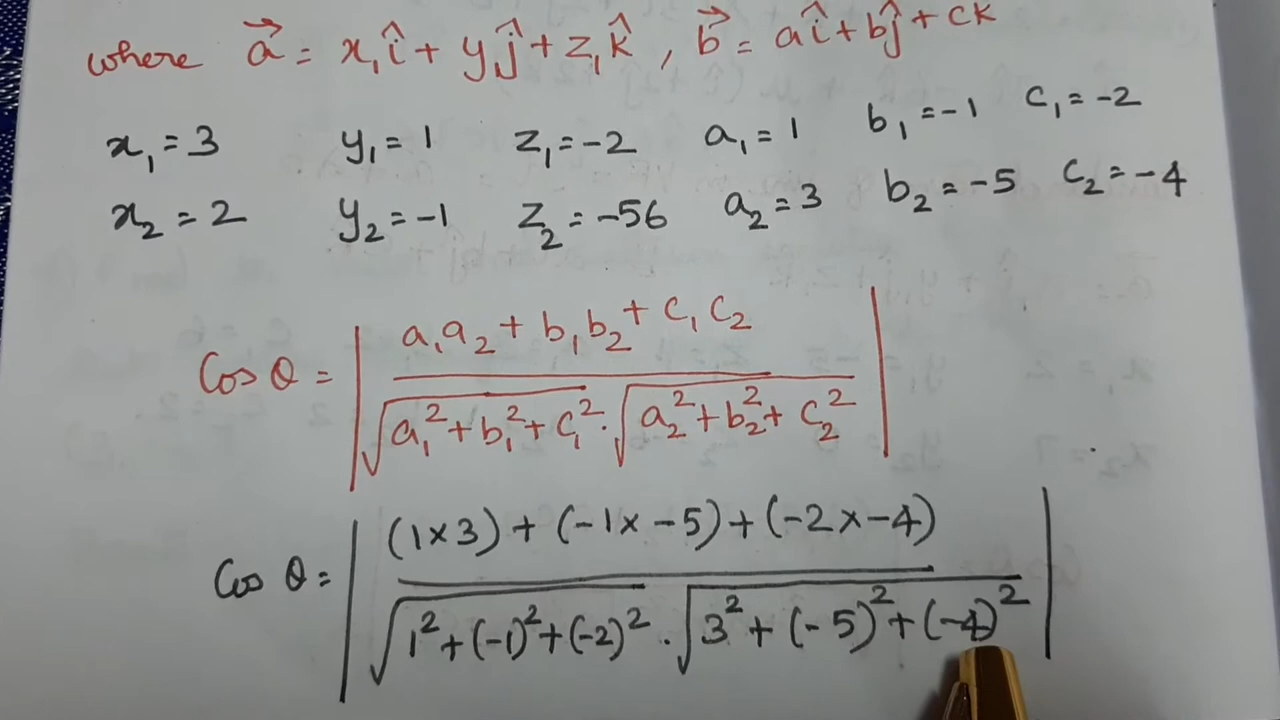 where a⃗ = x₁î + yĵ + z₁k̂ , b⃗ = aî + bĵ + ck
x₁ = 3 y₁ = 1 z₁ = -2 a₁ = 1 b₁ = -1 c₁ = -2
x₂ = 2 y₂ = -1 z₂ = -56 a₂ = 3 b₂ = -5 c₂ = -4
Cos θ = | (a₁a₂ + b₁b₂ + c₁c₂) / (√(a₁² + b₁² + c₁²) · √(a₂² + b₂² + c₂²)) |
Cos θ = | ((1×3) + (-1×-5) + (-2×-4)) / (√(1² + (-1)² + (-2)²) · √(3² + (-5)² + (-4)²)) |